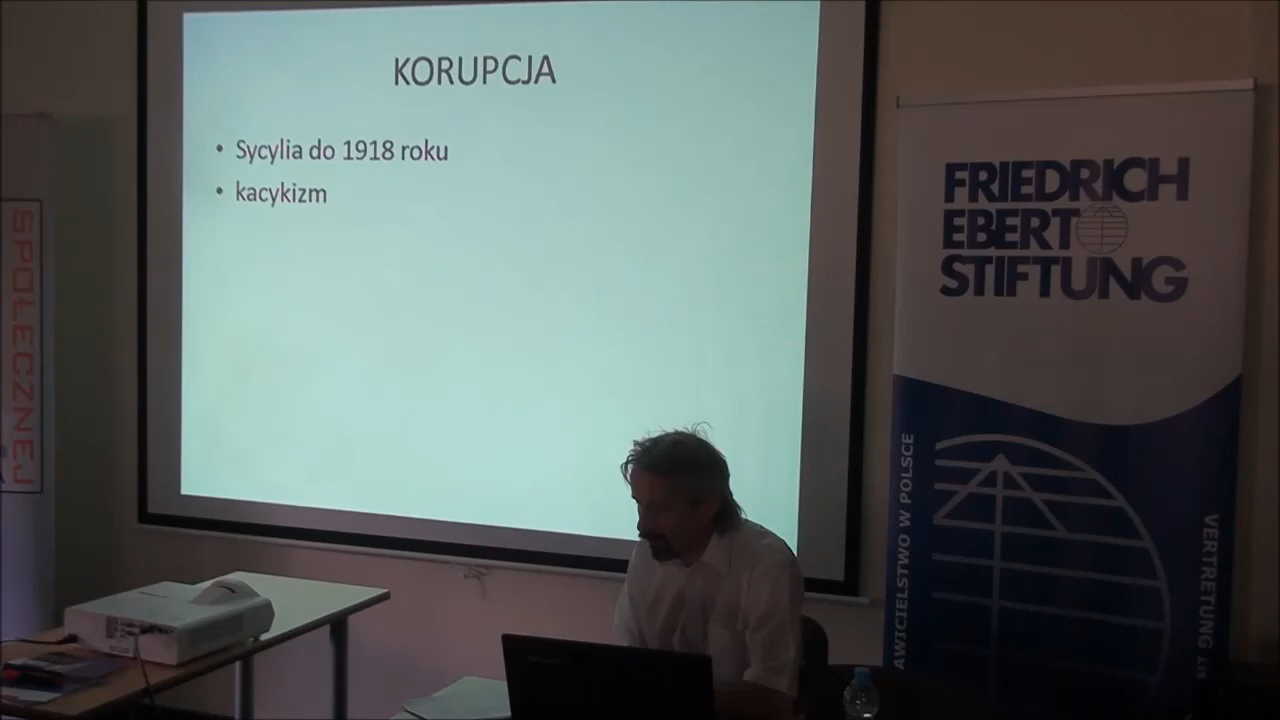 KORUPCJA
• Sycylia do 1918 roku
• kacykizm
SPOŁECZNEJ
FRIEDRICH
EBERT
STIFTUNG
AWICIELSTWO W POLSCE
VERTRETUNG